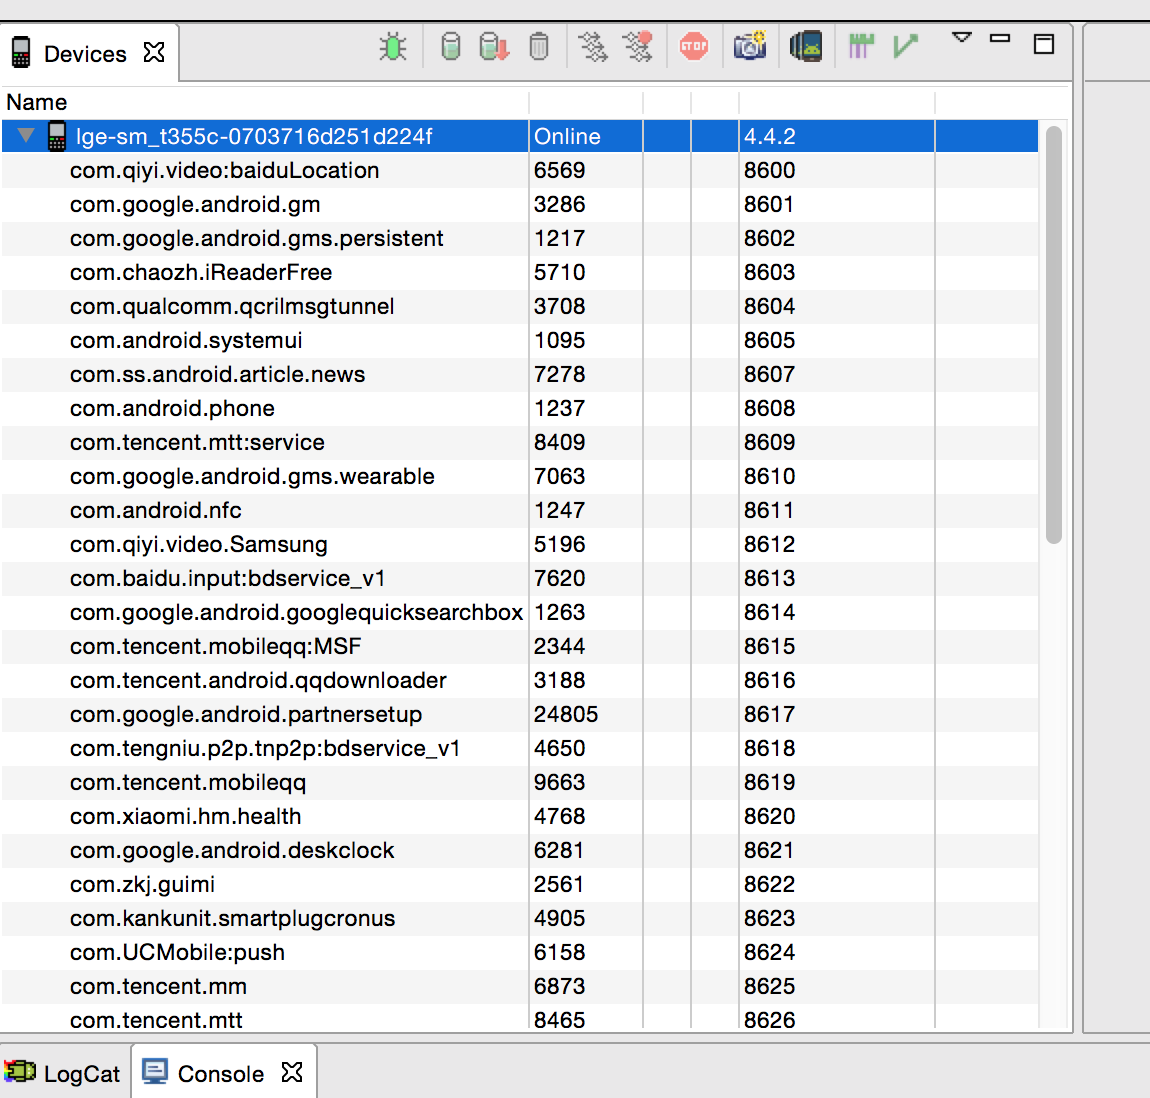 Devices
STOP
Name
lge-sm_t355c-0703716d251d224f Online 4.4.2
com.qiyi.video:baiduLocation 6569 8600
com.google.android.gm 3286 8601
com.google.android.gms.persistent 1217 8602
com.chaozh.iReaderFree 5710 8603
com.qualcomm.qcrilmsgtunnel 3708 8604
com.android.systemui 1095 8605
com.ss.android.article.news 7278 8607
com.android.phone 1237 8608
com.tencent.mtt:service 8409 8609
com.google.android.gms.wearable 7063 8610
com.android.nfc 1247 8611
com.qiyi.video.Samsung 5196 8612
com.baidu.input:bdservice_v1 7620 8613
com.google.android.googlequicksearchbox 1263 8614
com.tencent.mobileqq:MSF 2344 8615
com.tencent.android.qqdownloader 3188 8616
com.google.android.partnersetup 24805 8617
com.tengniu.p2p.tnp2p:bdservice_v1 4650 8618
com.tencent.mobileqq 9663 8619
com.xiaomi.hm.health 4768 8620
com.google.android.deskclock 6281 8621
com.zkj.guimi 2561 8622
com.kankunit.smartplugcronus 4905 8623
com.UCMobile:push 6158 8624
com.tencent.mm 6873 8625
com.tencent.mtt 8465 8626
LogCat Console